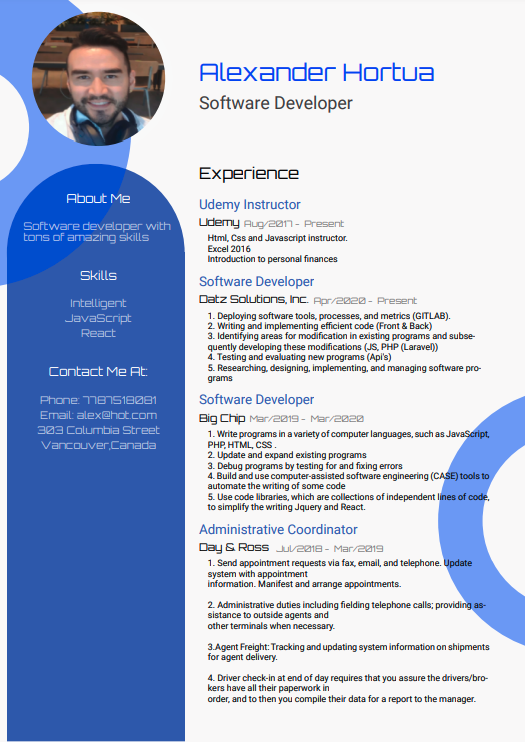 Alexander Hortua
Software Developer
About Me
Software developer with
tons of amazing skills
Skills
Intelligent
JavaScript
React
Contact Me At:
Phone: 7787518081
Email: alex@hot.com
303 Columbia Street
Vancouver,Canada
Experience
Udemy Instructor
Udemy Aug/2017 - Present
Html, Css and Javascript instructor.
Excel 2016
Introduction to personal finances
Software Developer
Datz Solutions, Inc. Apr/2020 - Present
1. Deploying software tools, processes, and metrics (GITLAB).
2. Writing and implementing efficient code (Front & Back)
3. Identifying areas for modification in existing programs and subse-
quently developing these modifications (JS, PHP (Laravel))
4. Testing and evaluating new programs (Api's)
5. Researching, designing, implementing, and managing software pro-
grams
Software Developer
Big Chip Mar/2019 - Mar/2020
1. Write programs in a variety of computer languages, such as JavaScript,
PHP, HTML, CSS .
2. Update and expand existing programs
3. Debug programs by testing for and fixing errors
4. Build and use computer-assisted software engineering (CASE) tools to
automate the writing of some code
5. Use code libraries, which are collections of independent lines of code,
to simplify the writing Jquery and React.
Administrative Coordinator
Day & Ross Jul/2018 - Mar/2019
1. Send appointment requests via fax, email, and telephone. Update
system with appointment
information. Manifest and arrange appointments.
2. Administrative duties including fielding telephone calls; providing as-
sistance to outside agents and
other terminals when necessary.
3.Agent Freight: Tracking and updating system information on shipments
for agent delivery.
4. Driver check-in at end of day requires that you assure the drivers/bro-
kers have all their paperwork in
order, and to then you compile their data for a report to the manager.